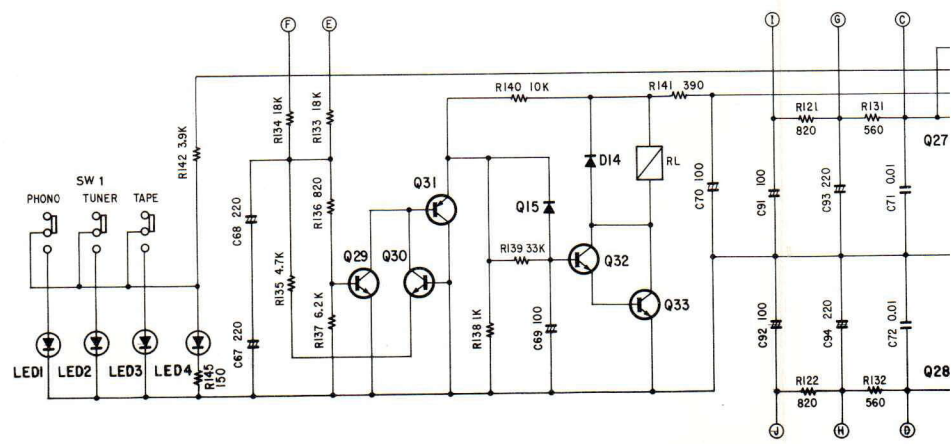 F
E
I
G
C
R140 10K
R141 390
R134 18K
R133 18K
R121
820
R131
560
Q27
R142 3.9K
D14
RL
SW 1
PHONO
TUNER
TAPE
Q31
R136 820
C68 220
Q15
C70 100
C91 100
C93 220
C71 0.01
R139 33K
Q29
Q30
Q32
R135 4.7K
Q33
R137 6.2K
C67 220
R138 1K
C69 100
C92 100
C94 220
C72 0.01
LED1
LED2
LED3
LED4
R145
150
R122
820
R132
560
Q28
J
H
D